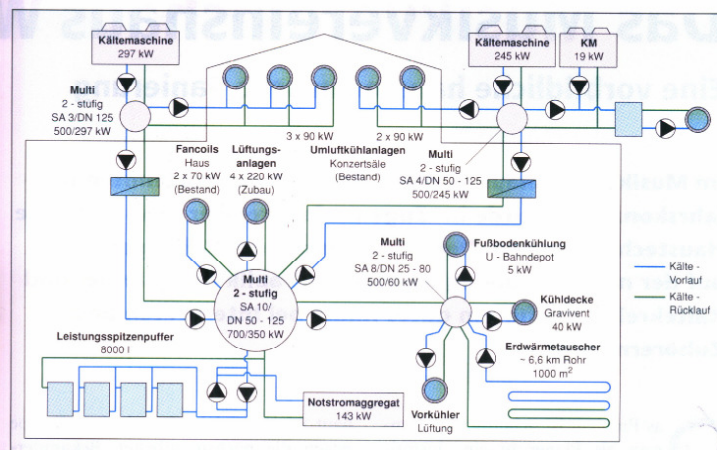 Kältemaschine
297 kW
Kältemaschine
245 kW
KM
19 kW
Multi
2 - stufig
SA 3/DN 125
500/297 kW
3 x 90 kW
2 x 90 kW
Fancoils
Haus
2 x 70 kW
(Bestand)
Lüftungs-
anlagen
4 x 220 kW
(Zubau)
Umluftkühlanlagen
Konzertsäle
(Bestand)
Multi
2 - stufig
SA 4/DN 50 - 125
500/245 kW
Multi
2 - stufig
SA 8/DN 25 - 80
500/60 kW
Fußbodenkühlung
U - Bahndepot
5 kW
Kälte -
Vorlauf
Kälte -
Rücklauf
Multi
2 - stufig
SA 10/
DN 50 - 125
700/350 kW
Kühldecke
Gravivent
40 kW
Leistungsspitzenpuffer
8000 l
Erdwärmetauscher
~ 6,6 km Rohr
1000 m²
Notstromaggregat
143 kW
Vorkühler
Lüftung